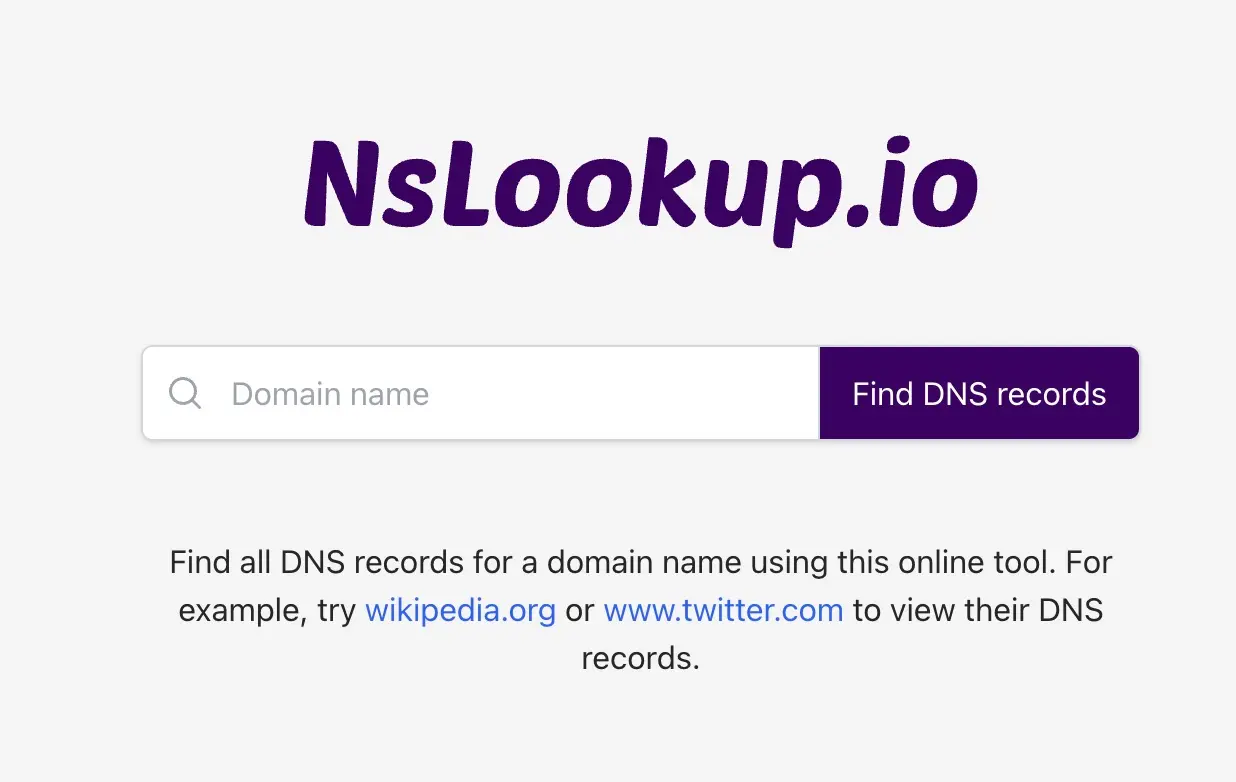 NsLookup.io
Domain name
Find DNS records
Find all DNS records for a domain name using this online tool. For
example, try wikipedia.org or www.twitter.com to view their DNS
records.